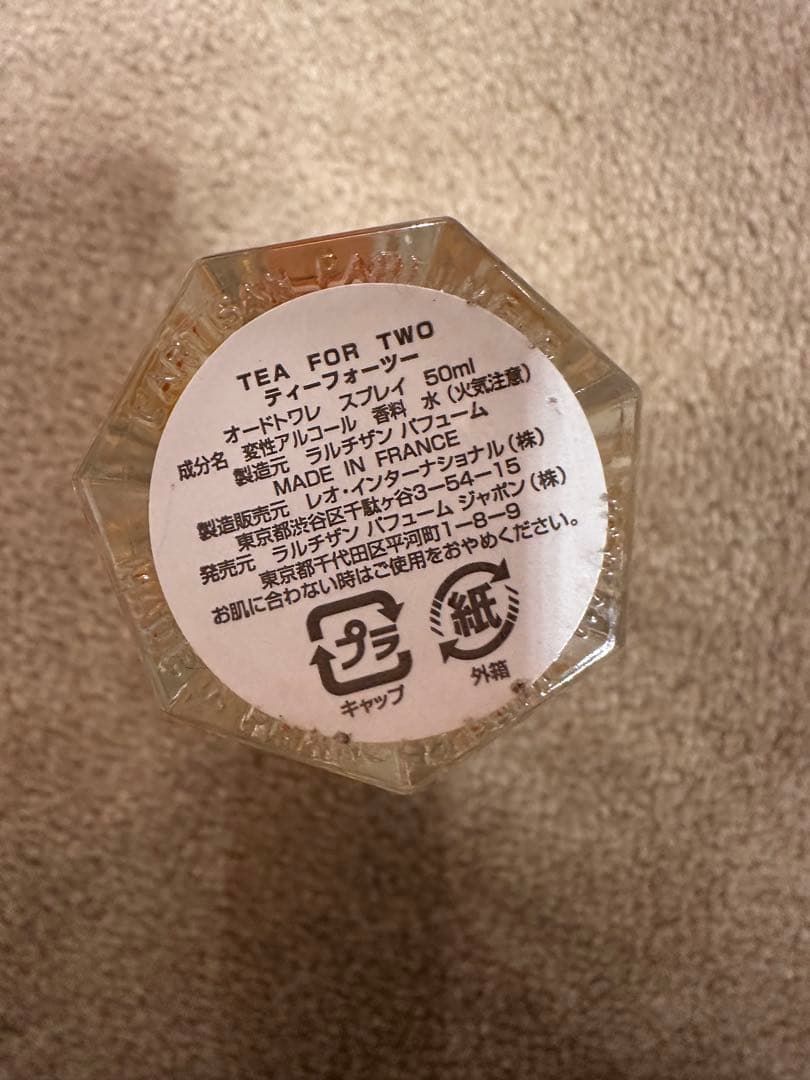 L'ARTISAN PARFUMEUR
TEA FOR TWO
ティーフォーツー
オードトワレ スプレイ 50ml
成分名 変性アルコール 香料 水(火気注意)
製造元 ラルチザン パフューム
MADE IN FRANCE
製造販売元 レオ・インターナショナル(株)
東京都渋谷区千駄ヶ谷3-54-15
発売元 ラルチザン パフューム ジャポン(株)
東京都千代田区平河町1-8-9
お肌に合わない時はご使用をおやめください。
プラ
キャップ
紙
外箱